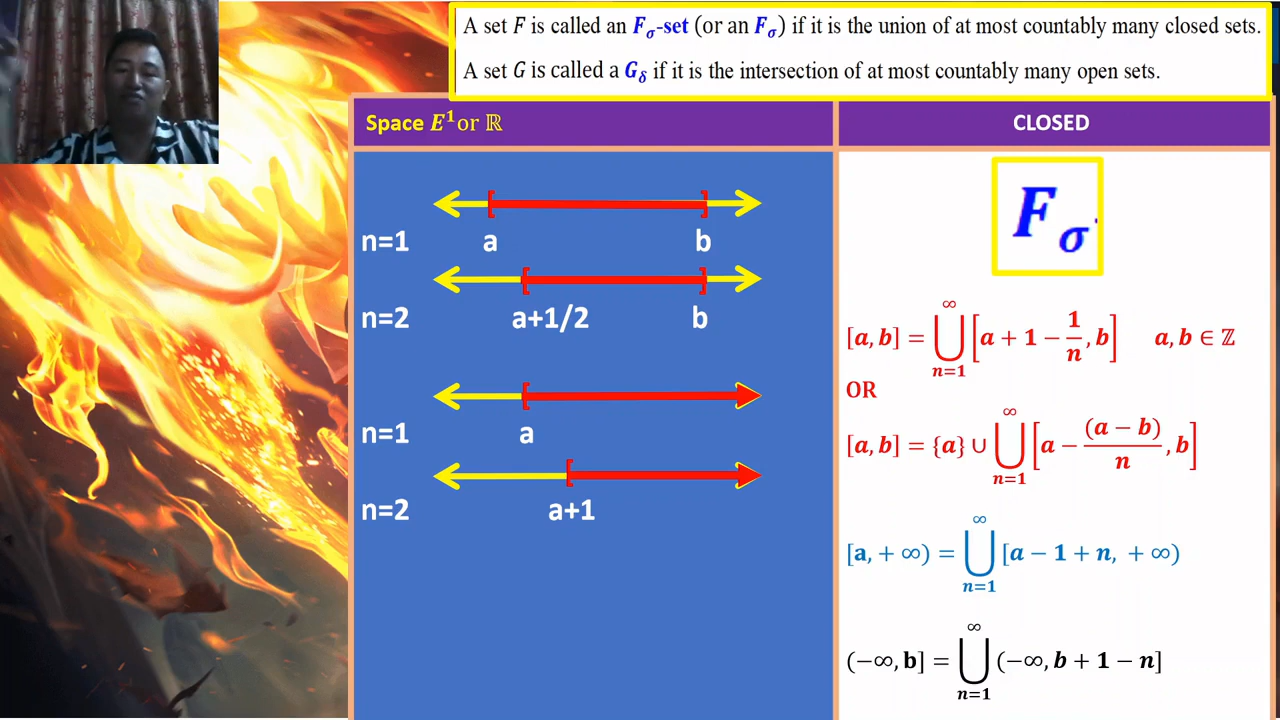 A set F is called an Fσ-set (or an Fσ) if it is the union of at most countably many closed sets.
A set G is called a Gδ if it is the intersection of at most countably many open sets.
Space E¹or ℝ
CLOSED
n=1
a
b
n=2
a+1/2
b
n=1
a
n=2
a+1
Fσ
[a, b] = ⋃_{n=1}^{∞} [a + 1 − 1/n, b] a, b ∈ ℤ
OR
[a, b] = {a} ∪ ⋃_{n=1}^{∞} [a − (a − b)/n, b]
[a, +∞) = ⋃_{n=1}^{∞} [a − 1 + n, +∞)
(−∞, b] = ⋃_{n=1}^{∞} (−∞, b + 1 − n]